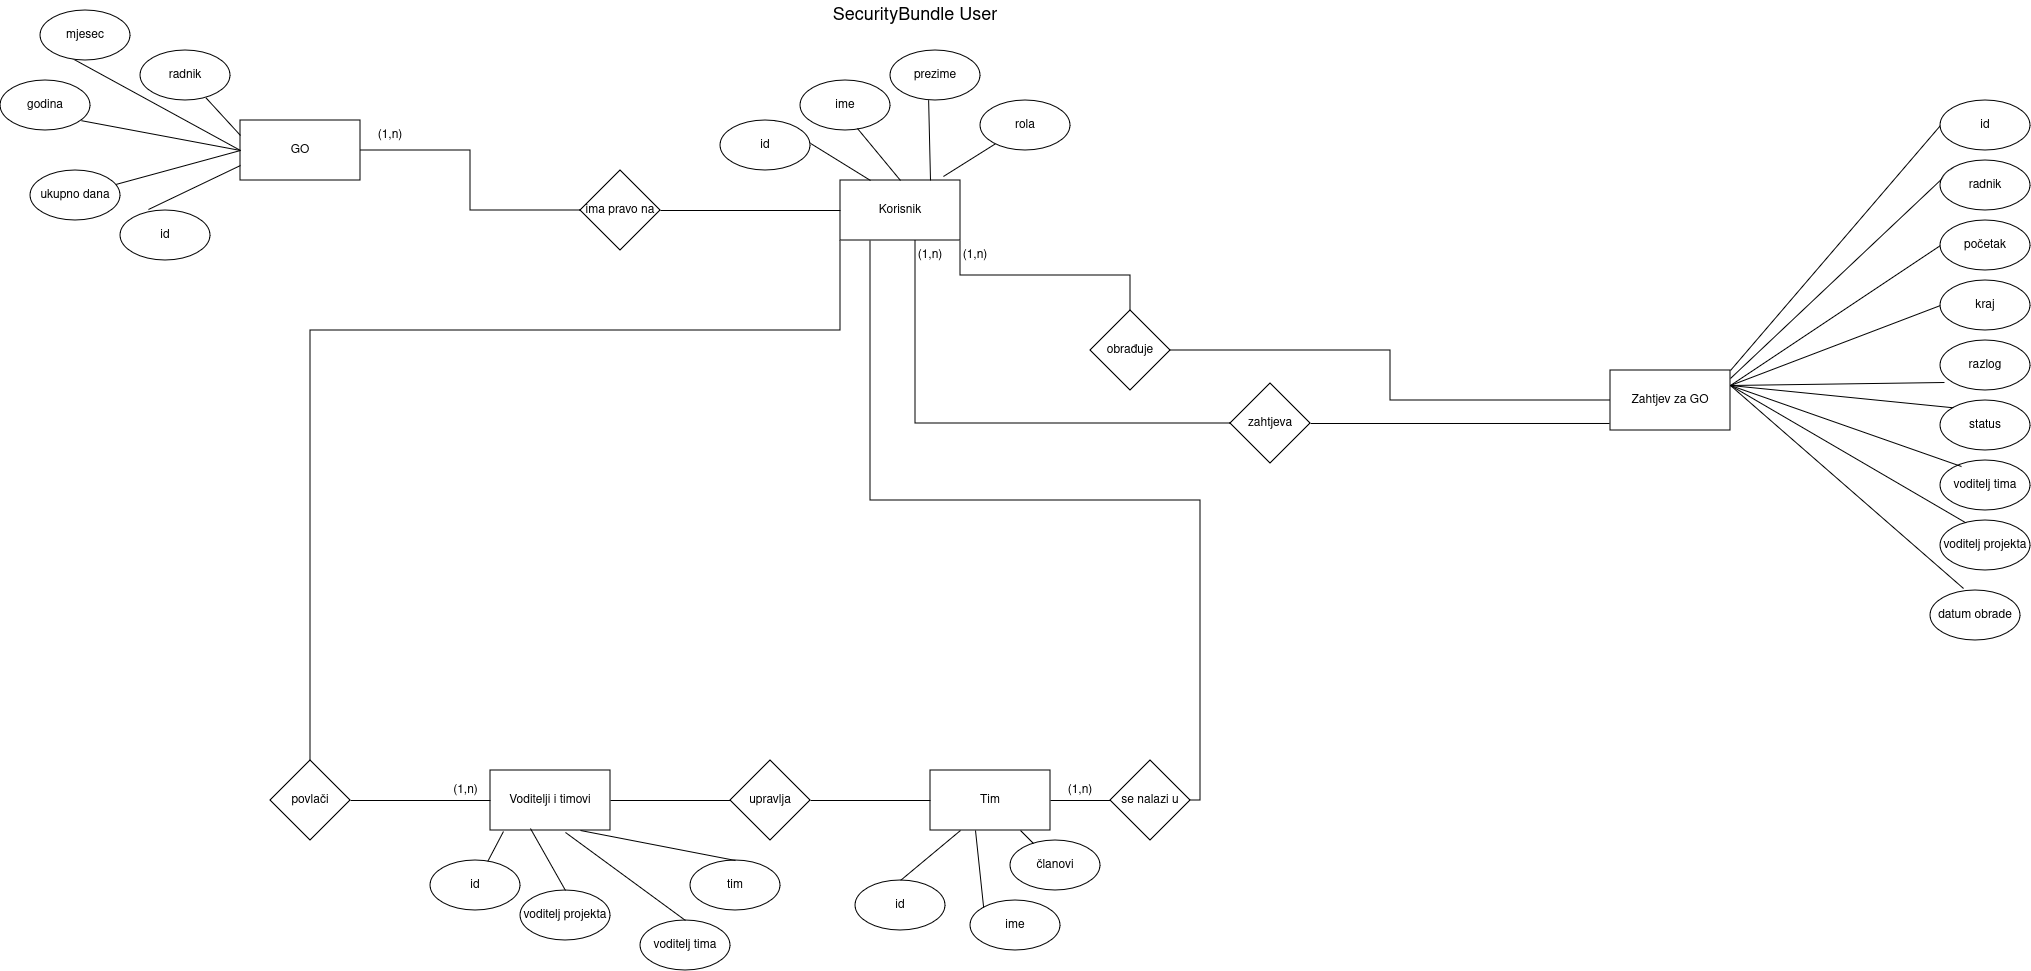 SecurityBundle User
mjesec
radnik
godina
ukupno dana
id
GO
(1,n)
ima pravo na
id
ime
prezime
rola
Korisnik
(1,n)
(1,n)
obrađuje
zahtjeva
Zahtjev za GO
id
radnik
početak
kraj
razlog
status
voditelj tima
voditelj projekta
datum obrade
povlači
(1,n)
Voditelji i timovi
upravlja
Tim
(1,n)
se nalazi u
id
voditelj projekta
voditelj tima
tim
id
ime
članovi